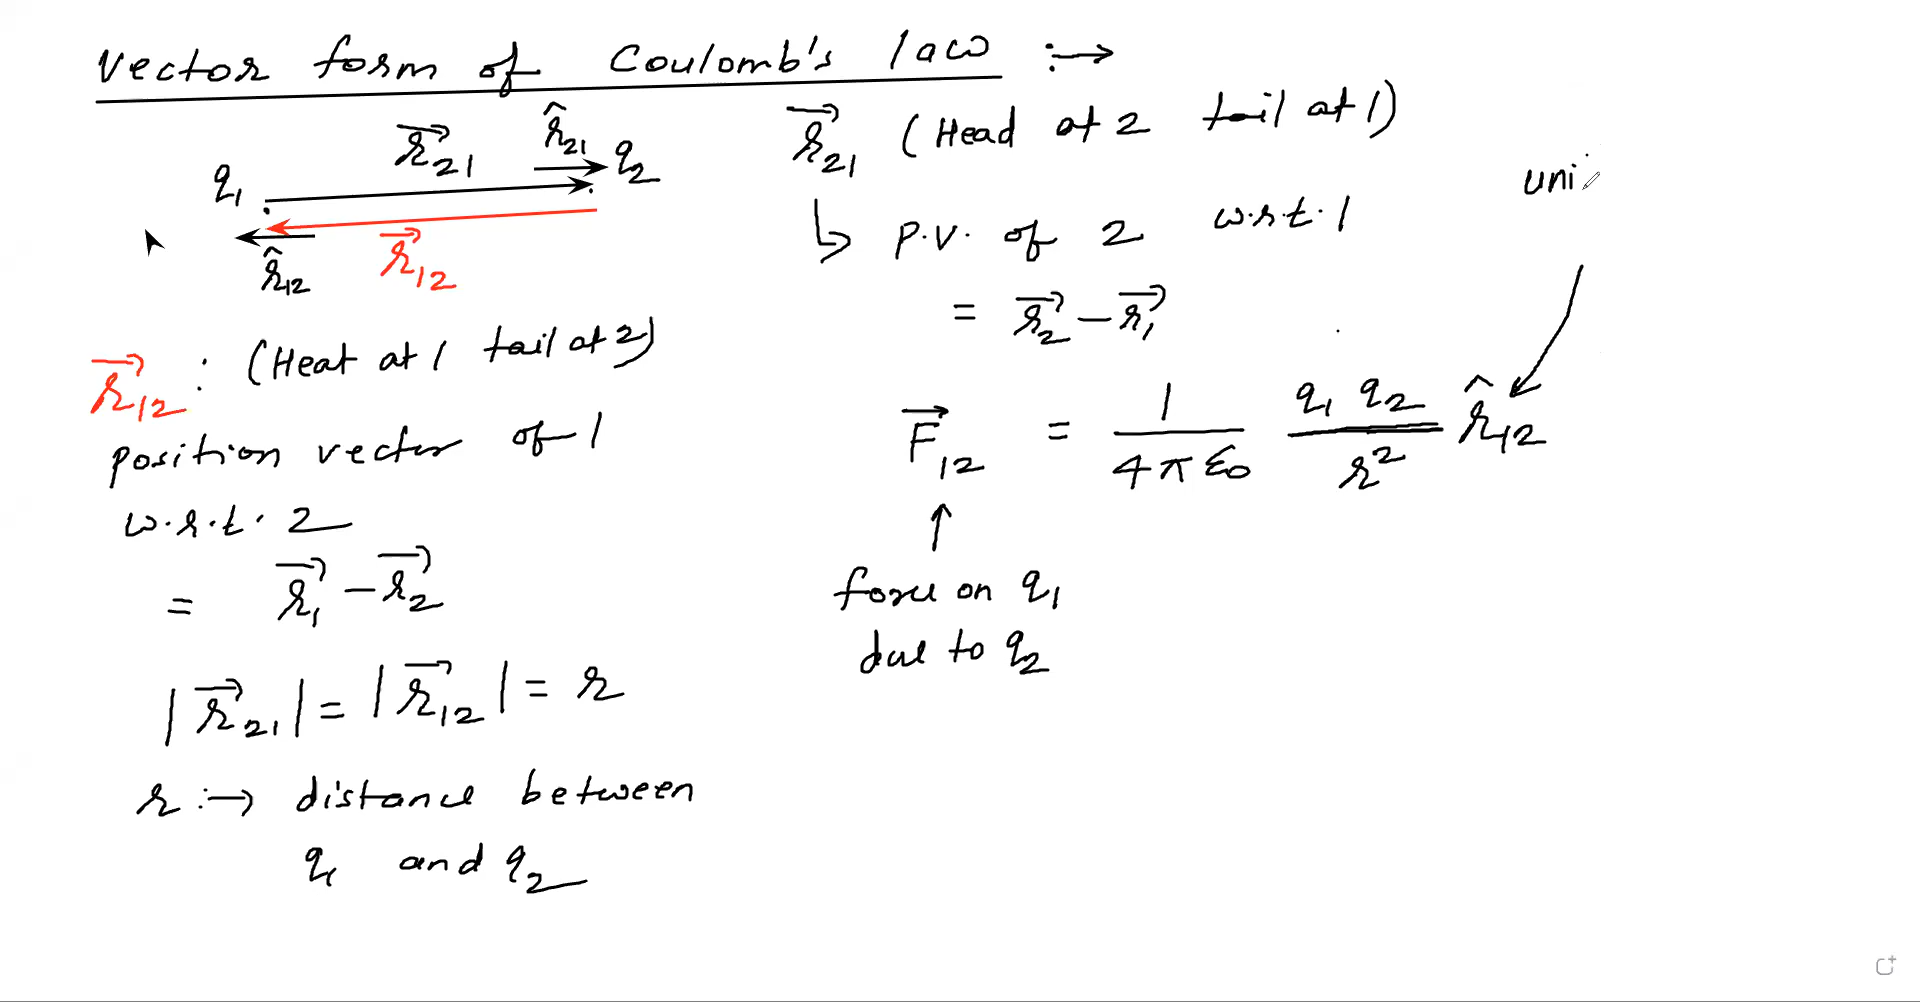 Vector form of Coulomb's law :→
r⃗₂₁ r̂₂₁
q₁ q₂
r̂₁₂ r⃗₁₂
r⃗₁₂ : (Heat at 1 tail at 2)
position vector of 1
w.r.t. 2
= r⃗₁ − r⃗₂
|r⃗₂₁| = |r⃗₁₂| = r
r :→ distance between
q₁ and q₂
r⃗₂₁ (Head at 2 tail at 1)
↳ P.V. of 2 w.r.t. 1
= r⃗₂ − r⃗₁
uni
F⃗₁₂ = 1/4πε₀ q₁ q₂/r² r̂₁₂
↑
force on q₁
due to q₂